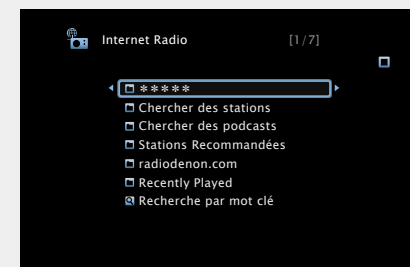 Internet Radio [1/7]
*****
Chercher des stations
Chercher des podcasts
Stations Recommandées
radiodenon.com
Recently Played
Recherche par mot clé